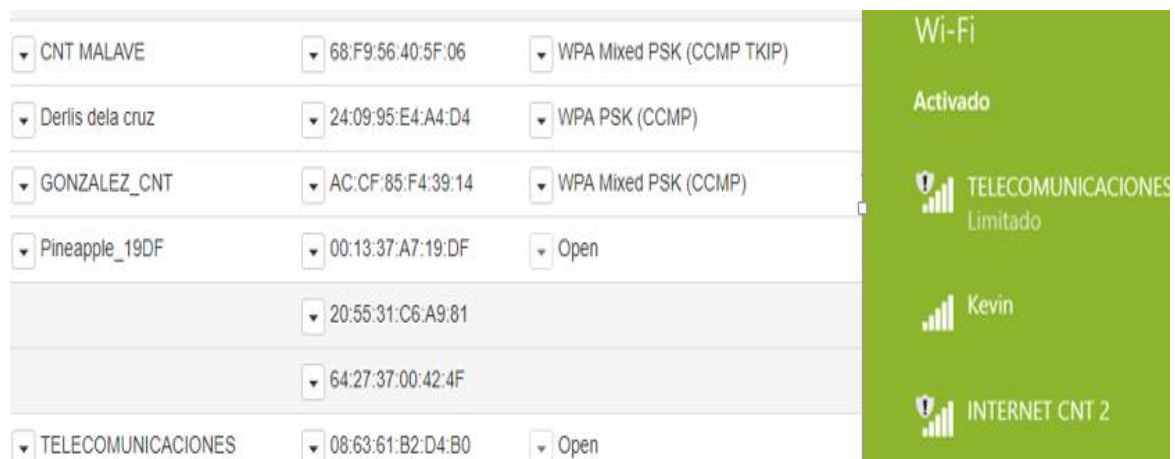 CNT MALAVE 68:F9:56:40:5F:06 WPA Mixed PSK (CCMP TKIP)
Derlis dela cruz 24:09:95:E4:A4:D4 WPA PSK (CCMP)
GONZALEZ_CNT AC:CF:85:F4:39:14 WPA Mixed PSK (CCMP)
Pineapple_19DF 00:13:37:A7:19:DF Open
20:55:31:C6:A9:81
64:27:37:00:42:4F
TELECOMUNICACIONES 08:63:61:B2:D4:B0 Open
Wi-Fi
Activado
TELECOMUNICACIONES
Limitado
Kevin
INTERNET CNT 2